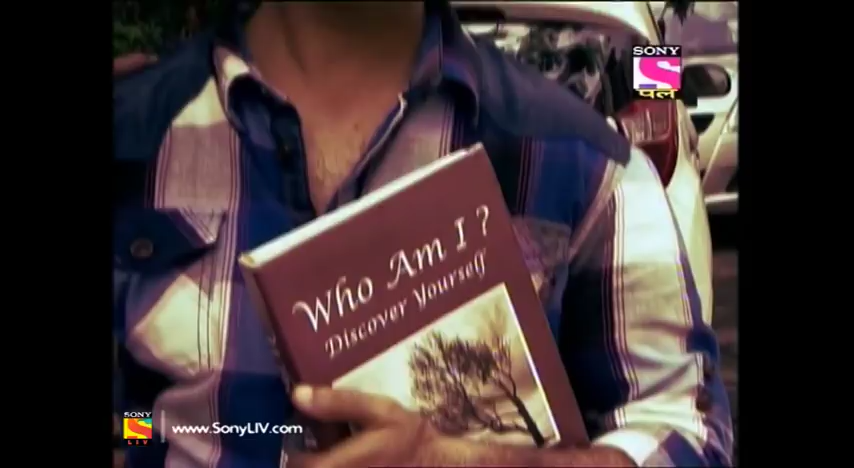 SONY
S
पल
Who Am I?
Discover Yourself
SONY
S
LIV
www.SonyLIV.com